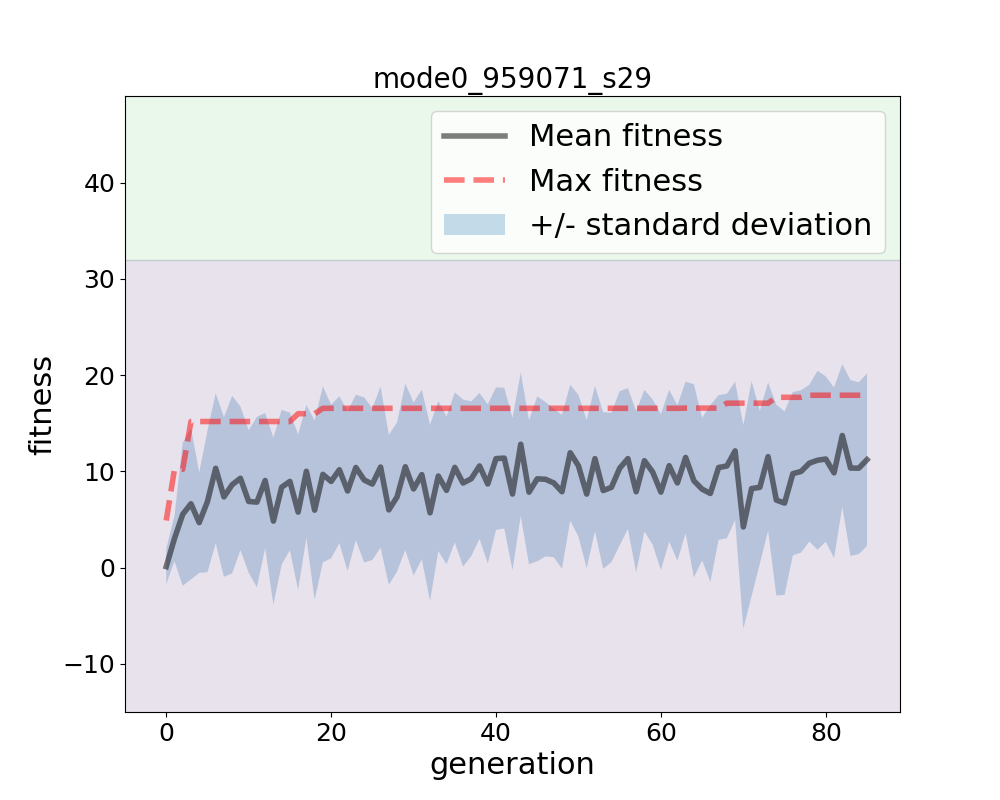 mode0_959071_s29
Mean fitness
Max fitness
+/- standard deviation
fitness
40
30
20
10
0
−10
0 20 40 60 80
generation